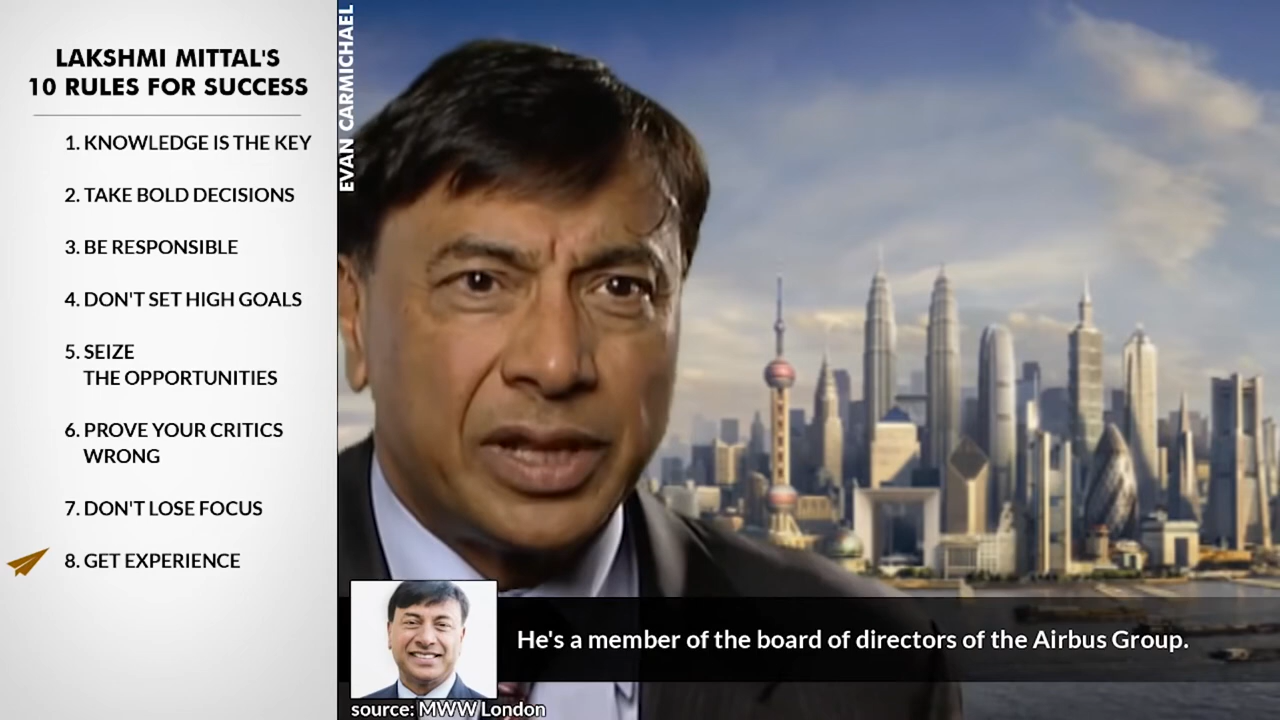 LAKSHMI MITTAL'S
10 RULES FOR SUCCESS
1. KNOWLEDGE IS THE KEY
2. TAKE BOLD DECISIONS
3. BE RESPONSIBLE
4. DON'T SET HIGH GOALS
5. SEIZE
THE OPPORTUNITIES
6. PROVE YOUR CRITICS
WRONG
7. DON'T LOSE FOCUS
8. GET EXPERIENCE
EVAN CARMICHAEL
He's a member of the board of directors of the Airbus Group.
source: MWW London